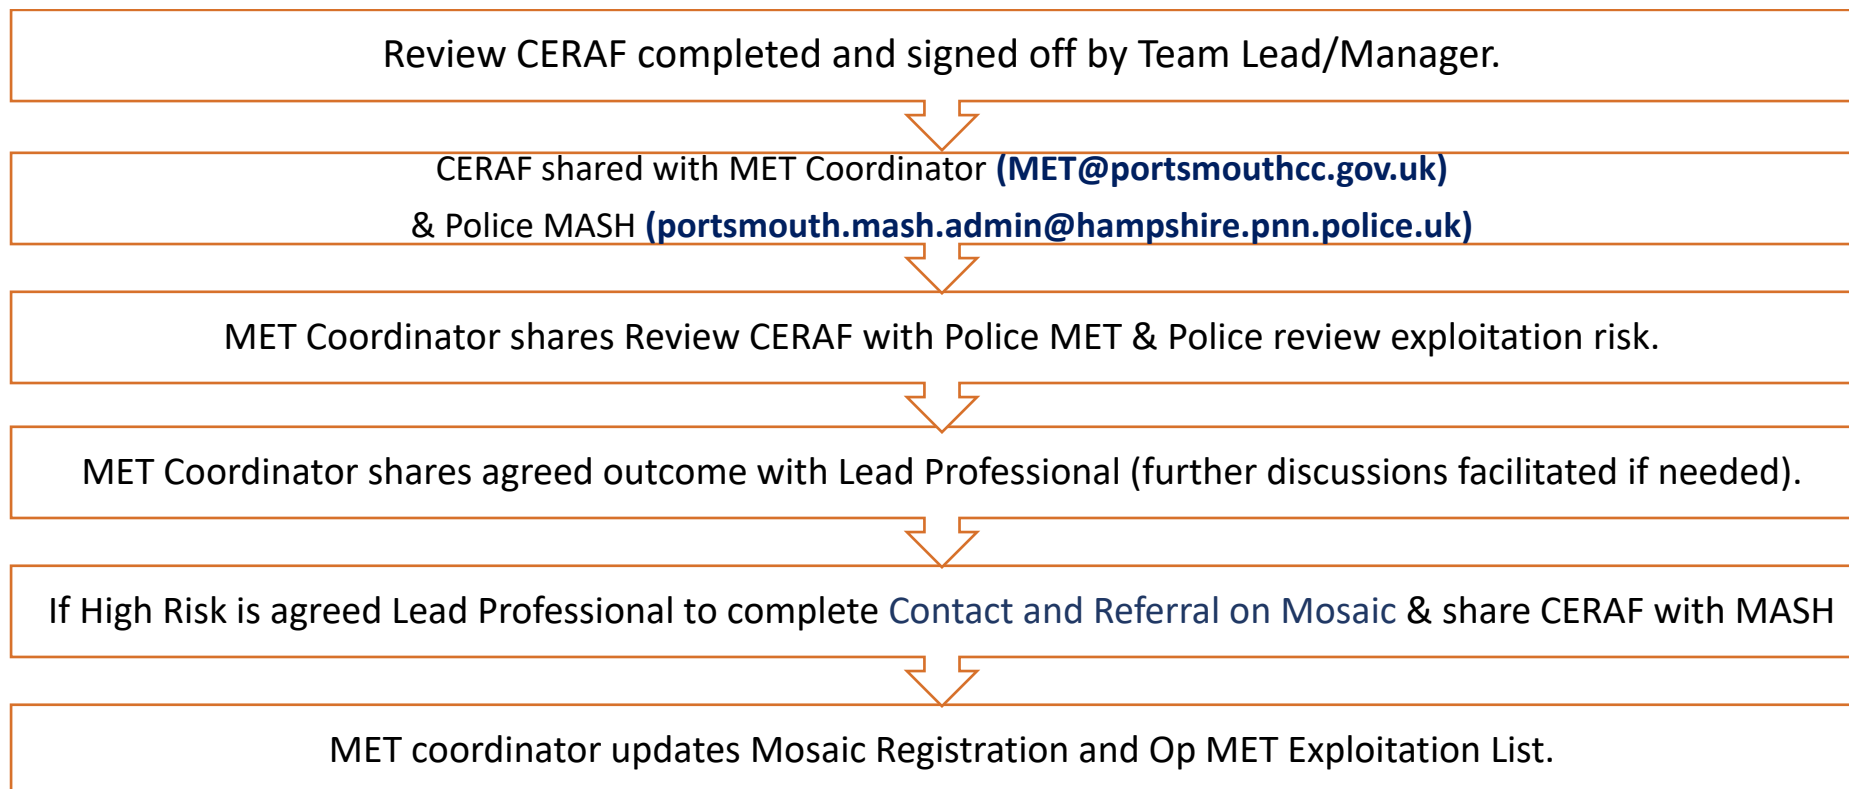 Review CERAF completed and signed off by Team Lead/Manager.
CERAF shared with MET Coordinator (MET@portsmouthcc.gov.uk)
& Police MASH (portsmouth.mash.admin@hampshire.pnn.police.uk)
MET Coordinator shares Review CERAF with Police MET & Police review exploitation risk.
MET Coordinator shares agreed outcome with Lead Professional (further discussions facilitated if needed).
If High Risk is agreed Lead Professional to complete Contact and Referral on Mosaic & share CERAF with MASH
MET coordinator updates Mosaic Registration and Op MET Exploitation List.